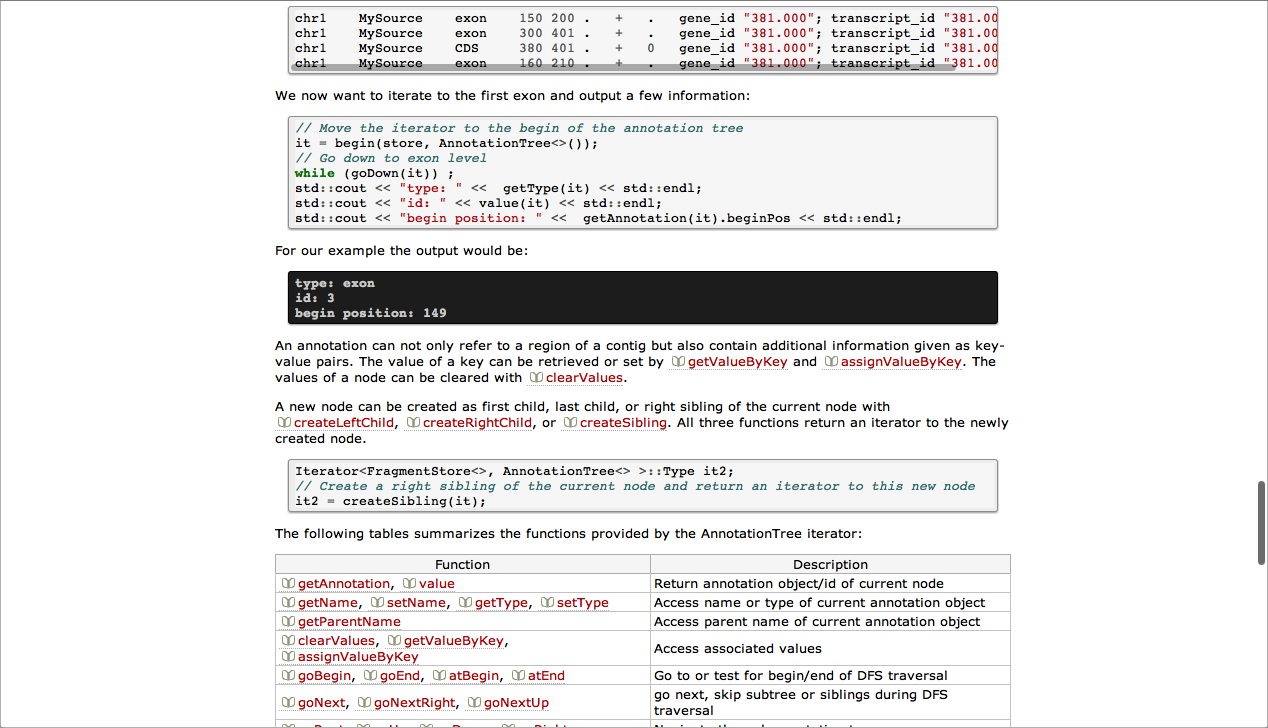 chr1 MySource exon 150 200 . + . gene_id "381.000"; transcript_id "381.00
chr1 MySource exon 300 401 . + . gene_id "381.000"; transcript_id "381.00
chr1 MySource CDS 380 401 . + 0 gene_id "381.000"; transcript_id "381.00
chr1 MySource exon 160 210 . + . gene_id "381.000"; transcript_id "381.00
We now want to iterate to the first exon and output a few information:
// Move the iterator to the begin of the annotation tree
it = begin(store, AnnotationTree<>());
// Go down to exon level
while (goDown(it)) ;
std::cout << "type: " << getType(it) << std::endl;
std::cout << "id: " << value(it) << std::endl;
std::cout << "begin position: " << getAnnotation(it).beginPos << std::endl;
For our example the output would be:
type: exon
id: 3
begin position: 149
An annotation can not only refer to a region of a contig but also contain additional information given as key-
value pairs. The value of a key can be retrieved or set by getValueByKey and assignValueByKey. The
values of a node can be cleared with clearValues.
A new node can be created as first child, last child, or right sibling of the current node with
createLeftChild, createRightChild, or createSibling. All three functions return an iterator to the newly
created node.
Iterator<FragmentStore<>, AnnotationTree<> >::Type it2;
// Create a right sibling of the current node and return an iterator to this new node
it2 = createSibling(it);
The following tables summarizes the functions provided by the AnnotationTree iterator:
Function Description
getAnnotation, value Return annotation object/id of current node
getName, setName, getType, setType Access name or type of current annotation object
getParentName Access parent name of current annotation object
clearValues, getValueByKey,
assignValueByKey Access associated values
goBegin, goEnd, atBegin, atEnd Go to or test for begin/end of DFS traversal
goNext, goNextRight, goNextUp go next, skip subtree or siblings during DFS
traversal